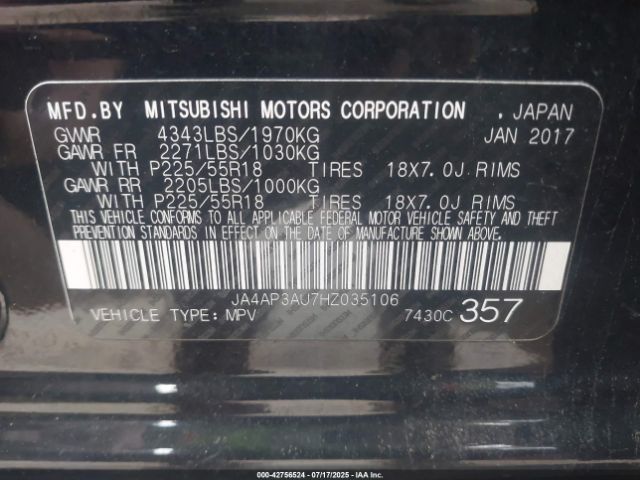 MFD.BY MITSUBISHI MOTORS CORPORATION . JAPAN
GVWR 4343LBS/1970KG JAN 2017
GAWR FR 2271LBS/1030KG
WITH P225/55R18 TIRES 18X7.0J RIMS
GAWR RR 2205LBS/1000KG
WITH P225/55R18 TIRES 18X7.0J RIMS
THIS VEHICLE CONFORMS TO ALL APPLICABLE FEDERAL MOTOR VEHICLE SAFETY AND THEFT
PREVENTION STANDARDS IN EFFECT ON THE DATE OF MANUFACTURE SHOWN ABOVE.
JA4AP3AU7HZ035106
VEHICLE TYPE: MPV 7430C 357
000-42756524 - 07/17/2025 - IAA Inc.